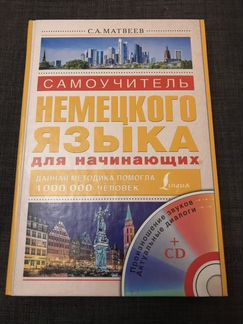 С.А. МАТВЕЕВ
САМОУЧИТЕЛЬ
НЕМЕЦКОГО
ЯЗЫКА
для начинающих
ДАННАЯ МЕТОДИКА ПОМОГЛА
1 000 000 ЧЕЛОВЕК
Lingua
Произношение звуков
Актуальные диалоги
+
CD